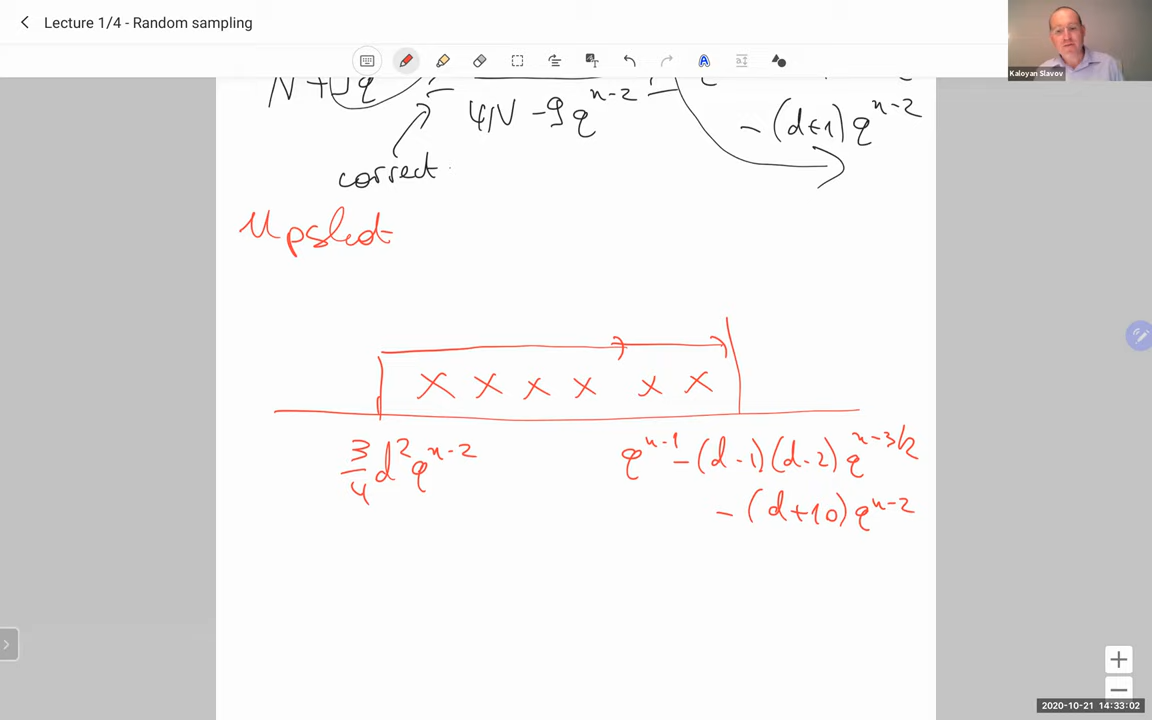 Lecture 1/4 - Random sampling
Kaloyan Slavov
4N - 9q^{n-2}
- (d+1) q^{n-2}
correct
Upshot
x x x x x x
3/4 d^2 q^{n-2}
q^{n-1} - (d-1)(d-2) q^{n-3/2}
- (d+10) q^{n-2}
2020-10-21 14:33:02